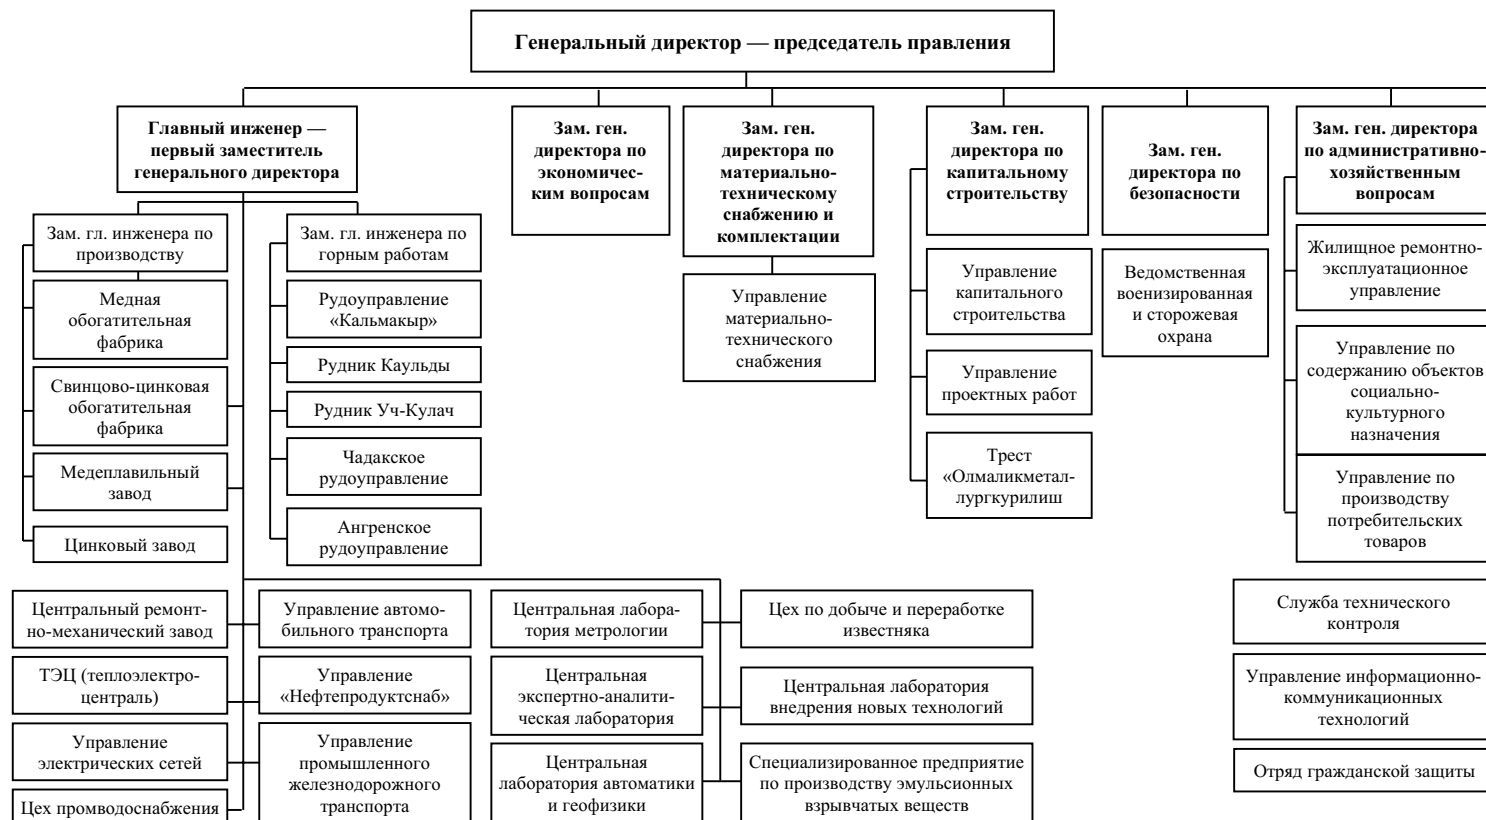 Генеральный директор — председатель правления
Главный инженер —
первый заместитель
генерального директора
Зам. ген.
директора по
экономичес-
ким вопросам
Зам. ген.
директора по
материально-
техническому
снабжению и
комплектации
Зам. ген.
директора по
капитальному
строительству
Зам. ген.
директора по
безопасности
Зам. ген. директора
по административно-
хозяйственным
вопросам
Зам. гл. инженера по
производству
Медная
обогатительная
фабрика
Свинцово-цинковая
обогатительная
фабрика
Медеплавильный
завод
Цинковый завод
Зам. гл. инженера по
горным работам
Рудоуправление
«Кальмакыр»
Рудник Каульды
Рудник Уч-Кулач
Чадакское
рудоуправление
Ангренское
рудоуправление
Управление
материально-
технического
снабжения
Управление
капитального
строительства
Управление
проектных работ
Трест
«Олмаликметал-
лургкурилиш
Ведомственная
военизированная
и сторожевая
охрана
Жилищное ремонтно-
эксплуатационное
управление
Управление по
содержанию объектов
социально-
культурного
назначения
Управление по
производству
потребительских
товаров
Центральный ремонт-
но-механический завод
ТЭЦ (теплоэлектро-
централь)
Управление
электрических сетей
Цех промводоснабжения
Управление автомо-
бильного транспорта
Управление
«Нефтепродуктснаб»
Управление
промышленного
железнодорожного
транспорта
Центральная лабора-
тория метрологии
Центральная
экспертно-аналити-
ческая лаборатория
Центральная
лаборатория автоматики
и геофизики
Цех по добыче и переработке
известняка
Центральная лаборатория
внедрения новых технологий
Специализированное предприятие
по производству эмульсионных
взрывчатых веществ
Служба технического
контроля
Управление информационно-
коммуникационных
технологий
Отряд гражданской защиты